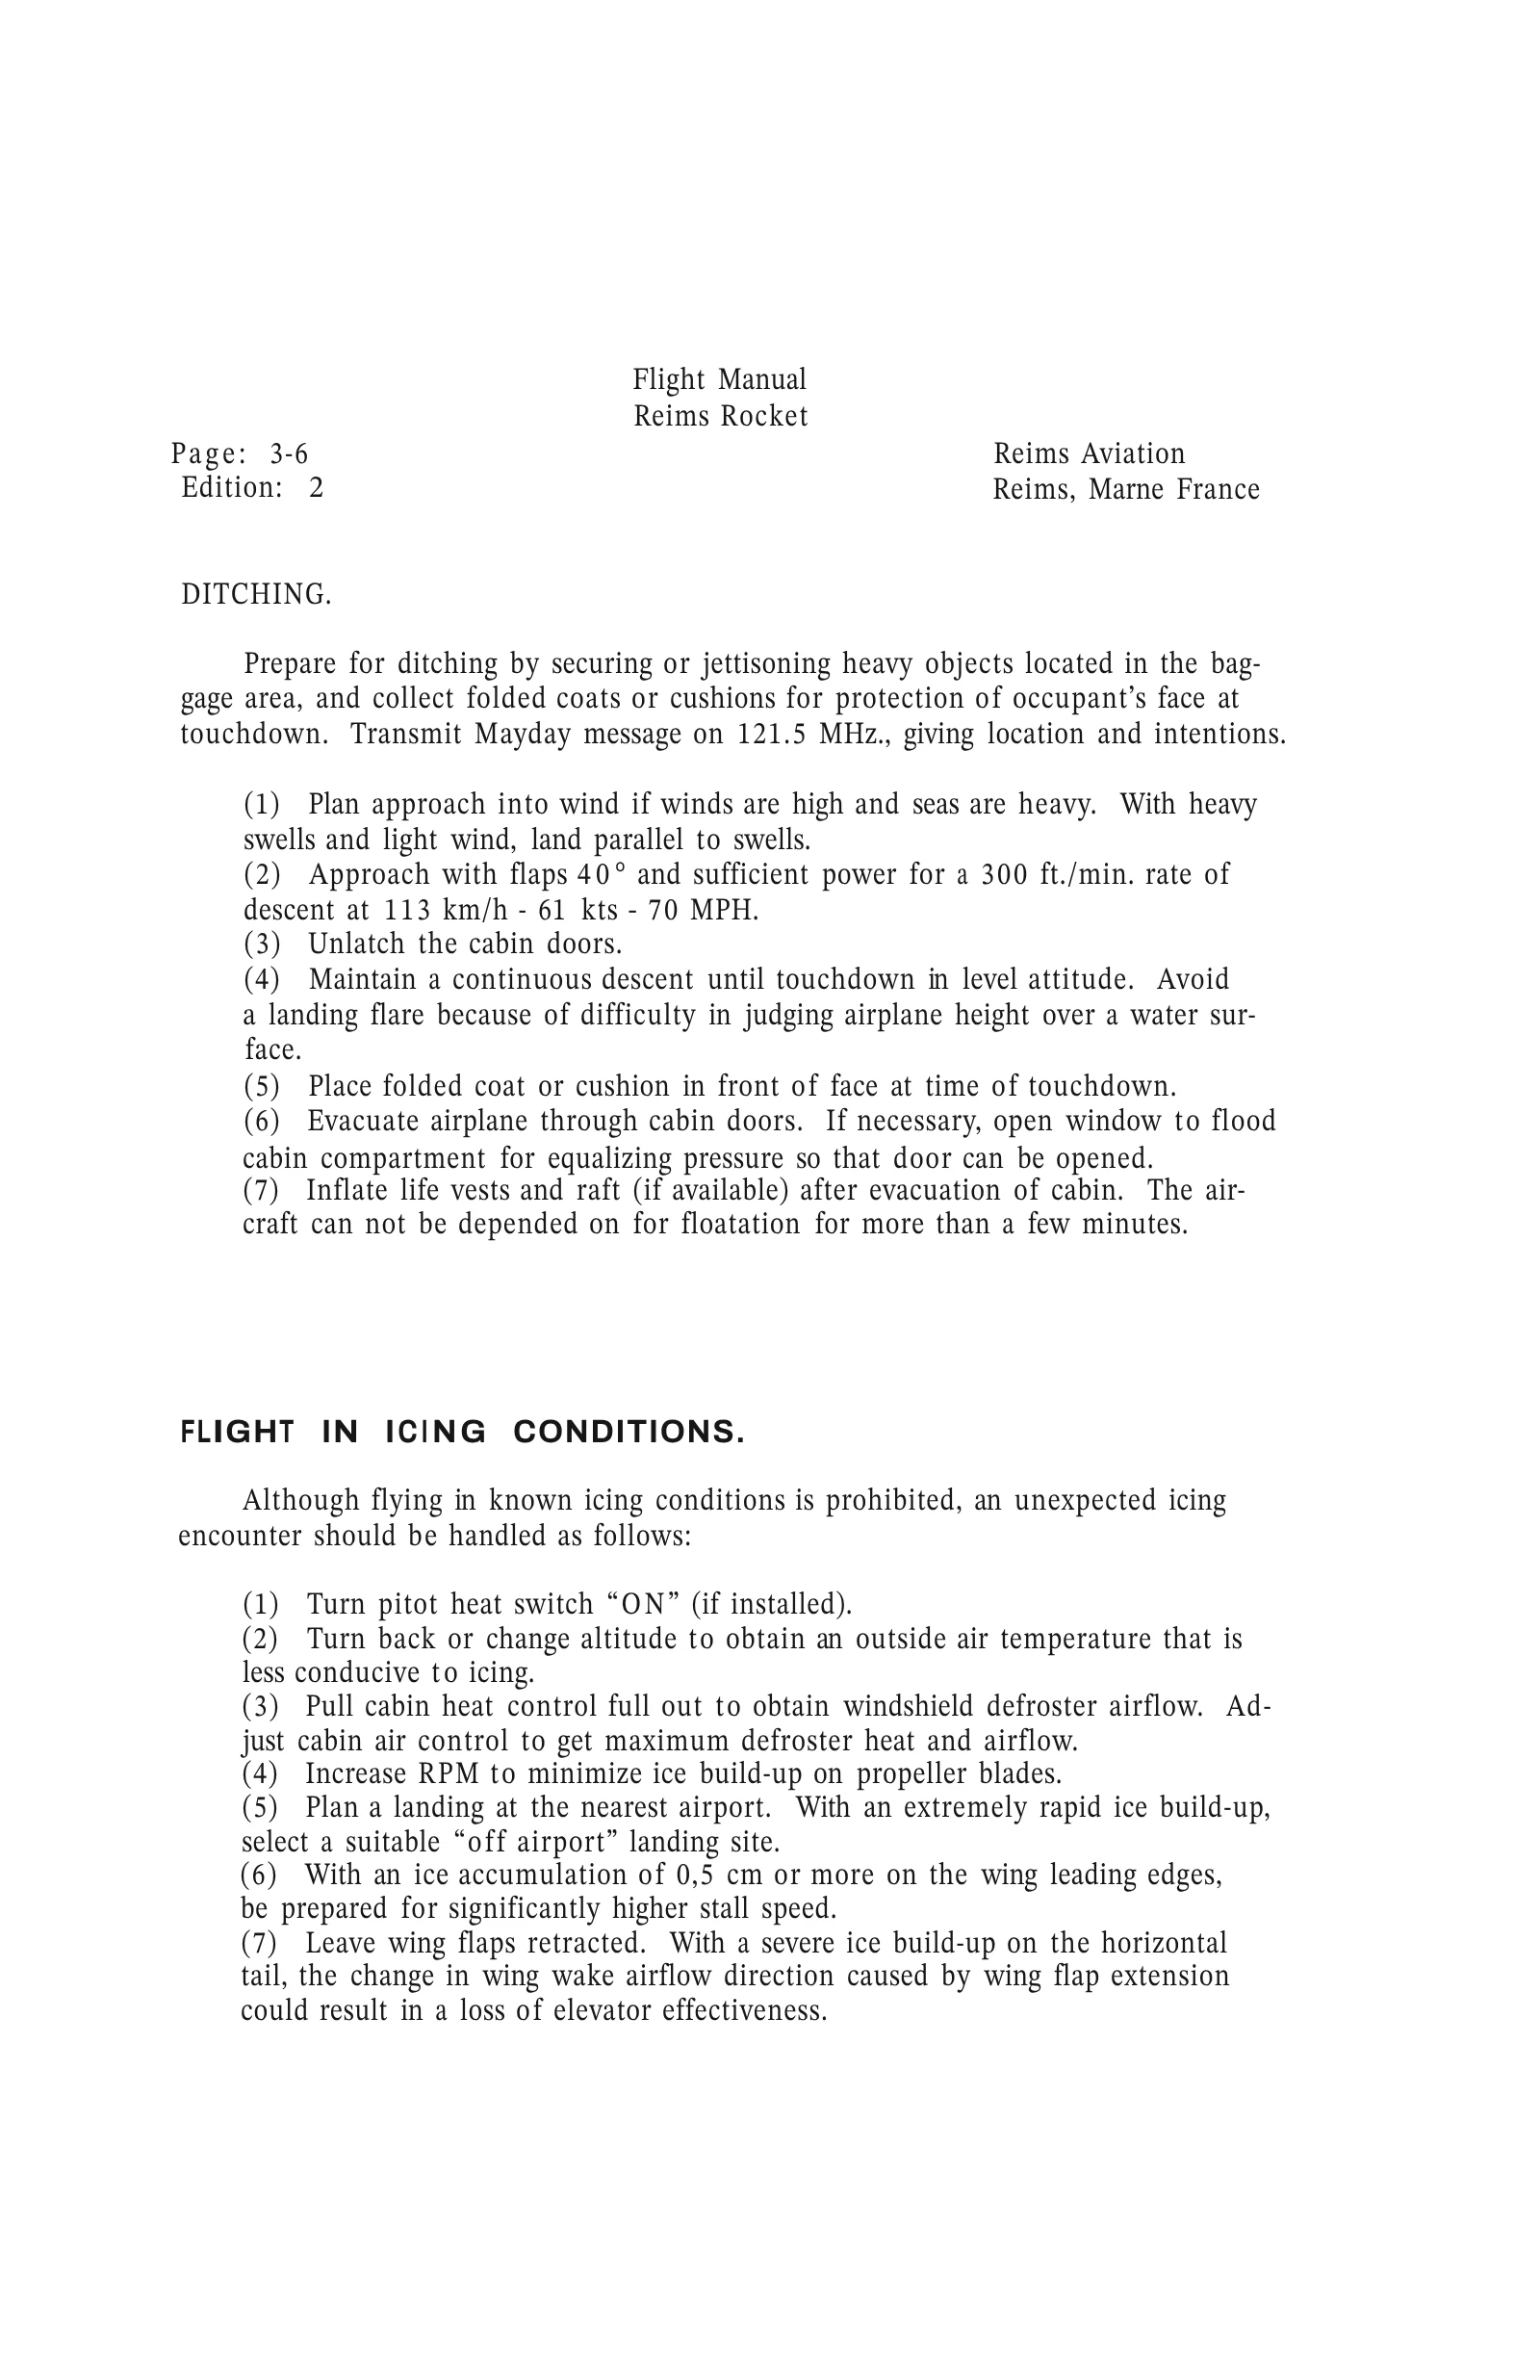 Flight Manual
Reims Rocket
Page: 3-6
Reims Aviation
Edition: 2
Reims, Marne France
DITCHING.
Prepare for ditching by securing or jettisoning heavy objects located in the bag-
gage area, and collect folded coats or cushions for protection of occupant's face at
touchdown. Transmit Mayday message on 121.5 MHz., giving location and intentions.
(1) Plan approach into wind if winds are high and seas are heavy. With heavy
swells and light wind, land parallel to swells.
(2) Approach with flaps 40° and sufficient power for a 300 ft./min. rate of
descent at 113 km/h - 61 kts - 70 MPH.
(3) Unlatch the cabin doors.
(4) Maintain a continuous descent until touchdown in level attitude. Avoid
a landing flare because of difficulty in judging airplane height over a water sur-
face.
(5) Place folded coat or cushion in front of face at time of touchdown.
(6) Evacuate airplane through cabin doors. If necessary, open window to flood
cabin compartment for equalizing pressure so that door can be opened.
(7) Inflate life vests and raft (if available) after evacuation of cabin. The air-
craft can not be depended on for floatation for more than a few minutes.
FLIGHT IN ICING CONDITIONS.
Although flying in known icing conditions is prohibited, an unexpected icing
encounter should be handled as follows:
(1) Turn pitot heat switch “ON” (if installed).
(2) Turn back or change altitude to obtain an outside air temperature that is
less conducive to icing.
(3) Pull cabin heat control full out to obtain windshield defroster airflow. Ad-
just cabin air control to get maximum defroster heat and airflow.
(4) Increase RPM to minimize ice build-up on propeller blades.
(5) Plan a landing at the nearest airport. With an extremely rapid ice build-up,
select a suitable “off airport” landing site.
(6) With an ice accumulation of 0,5 cm or more on the wing leading edges,
be prepared for significantly higher stall speed.
(7) Leave wing flaps retracted. With a severe ice build-up on the horizontal
tail, the change in wing wake airflow direction caused by wing flap extension
could result in a loss of elevator effectiveness.